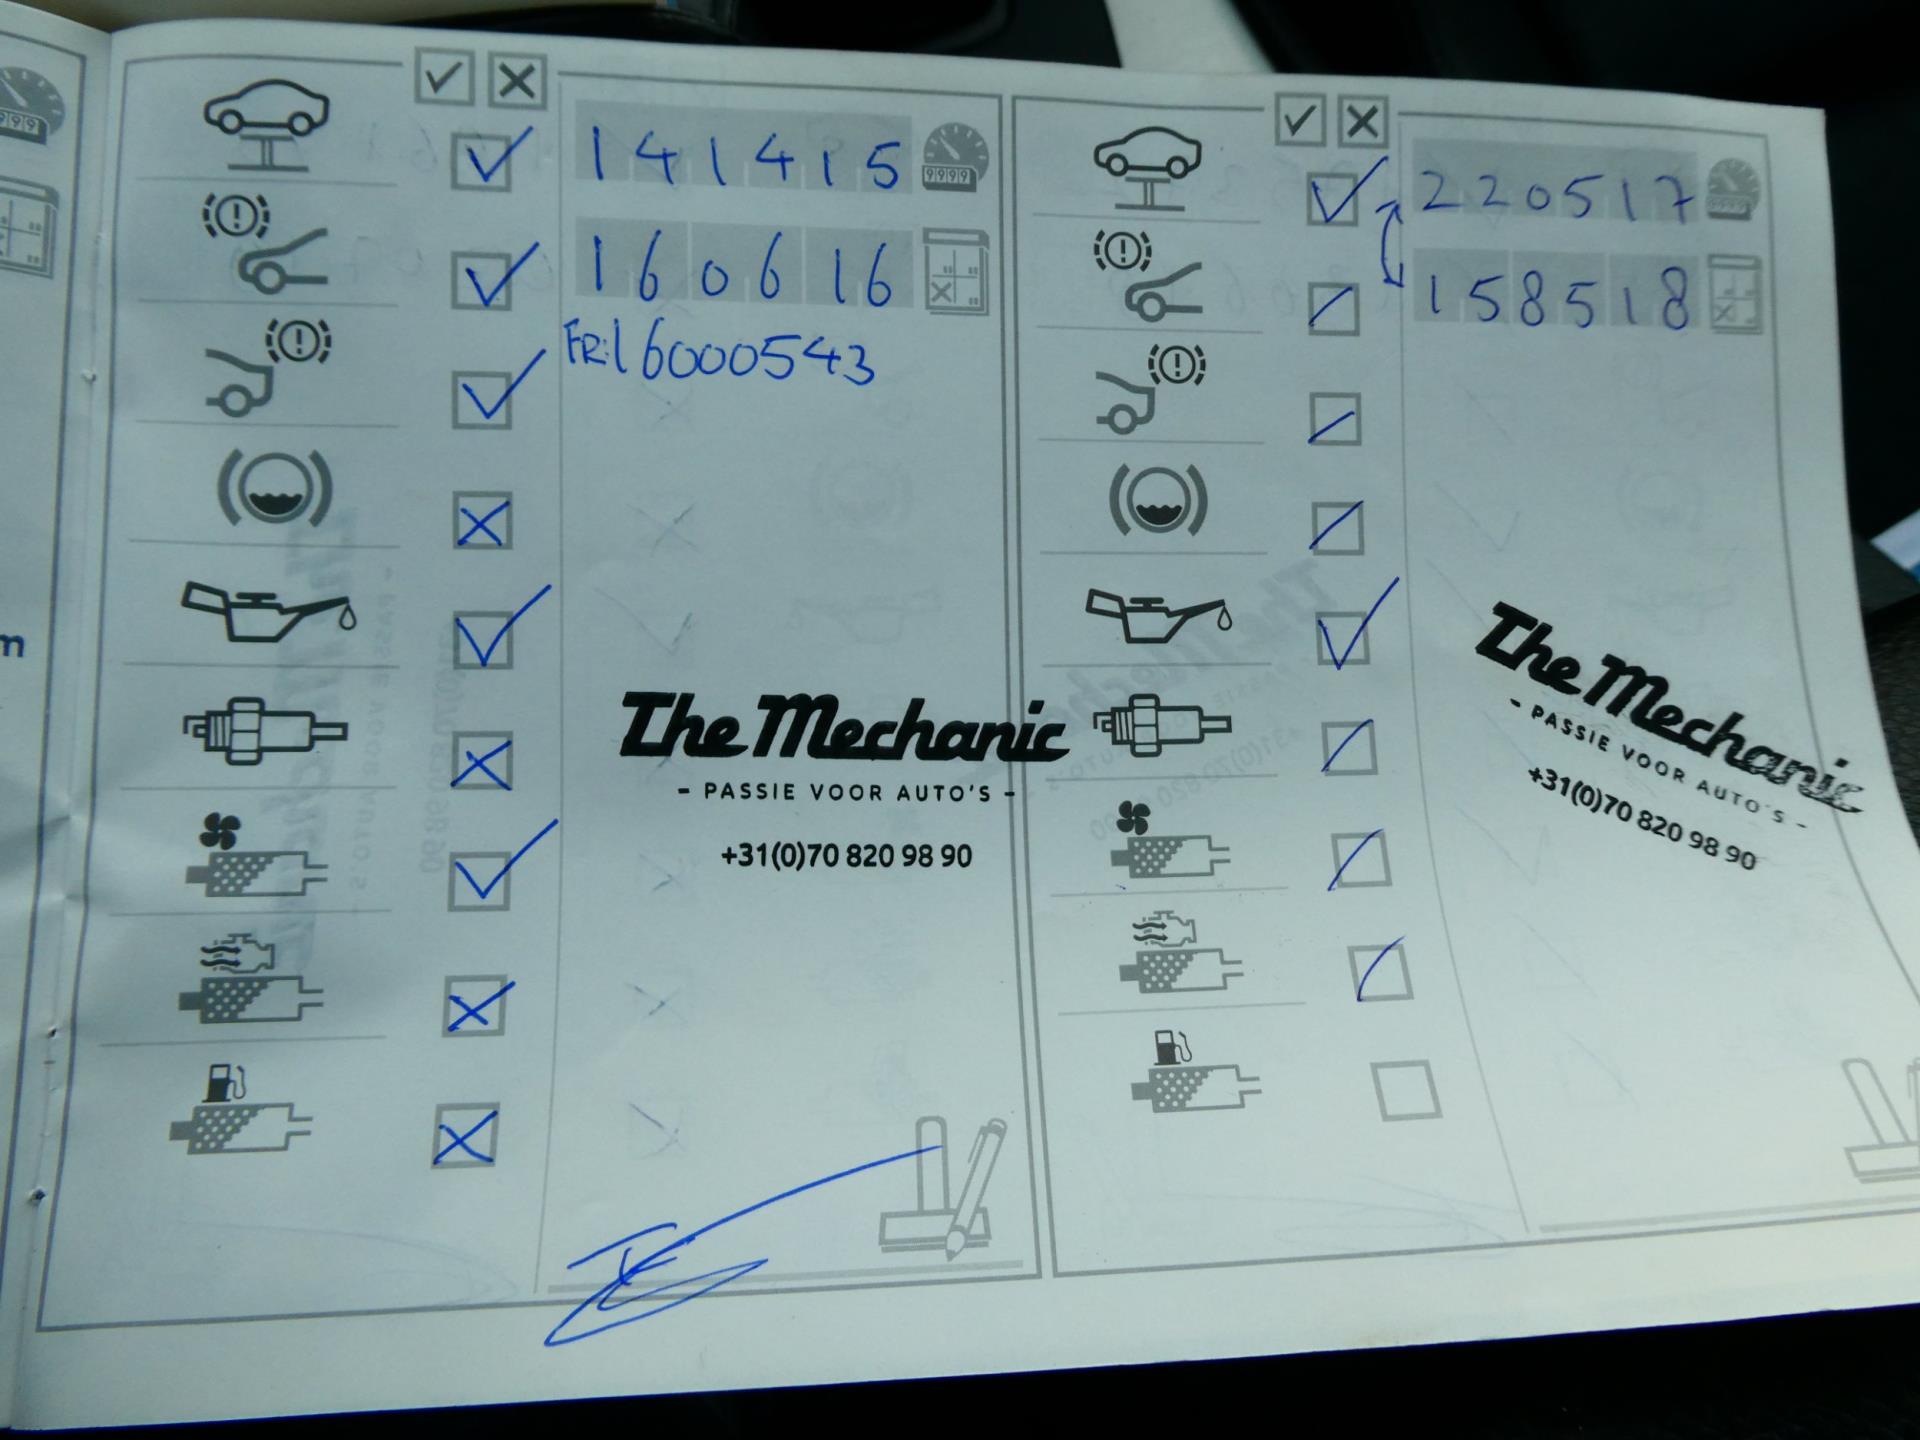 141415
160616
FR:16000543
The Mechanic
- PASSIE VOOR AUTO'S -
+31(0)70 820 98 90
220517
158518
The Mechanic
- PASSIE VOOR AUTO'S -
+31(0)70 820 98 90